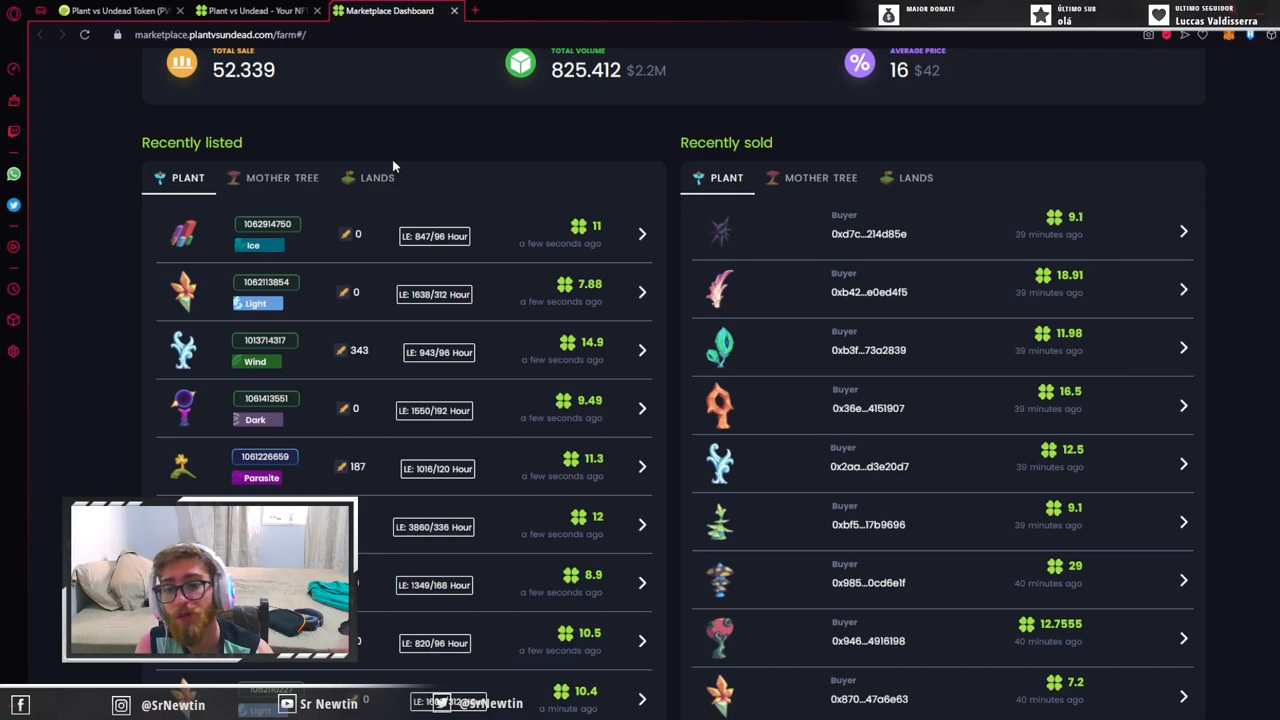 Plant vs Undead Token (PV
Plant vs Undead - Your NF
Marketplace Dashboard
marketplace.plantvsundead.com/farm#/
MAIOR DONATE
ÚLTIMO SUB
olá
ÚLTIMO SEGUIDOR
Luccas Valdisserra
TOTAL SALE
52.339
TOTAL VOLUME
825.412 $2.2M
AVERAGE PRICE
16 $42
Recently listed
PLANT MOTHER TREE LANDS
1062914750
Ice
0
LE: 847/96 Hour
11
a few seconds ago
1062113854
Light
0
LE: 1638/312 Hour
7.88
a few seconds ago
1013714317
Wind
343
LE: 943/96 Hour
14.9
a few seconds ago
1061413551
Dark
0
LE: 1550/192 Hour
9.49
a few seconds ago
1061226659
Parasite
187
LE: 1016/120 Hour
11.3
a few seconds ago
LE: 3860/336 Hour
12
a few seconds ago
LE: 1349/168 Hour
8.9
a few seconds ago
LE: 820/96 Hour
10.5
a few seconds ago
Light
0
10.4
a minute ago
Recently sold
PLANT MOTHER TREE LANDS
Buyer
0xd7c...214d85e
9.1
39 minutes ago
Buyer
0xb42...e0ed4f5
18.91
39 minutes ago
Buyer
0xb3f...73a2839
11.98
39 minutes ago
Buyer
0x36e...4151907
16.5
39 minutes ago
Buyer
0x2aa...d3e20d7
12.5
39 minutes ago
Buyer
0xbf5...17b9696
9.1
39 minutes ago
Buyer
0x985...0cd6e1f
29
40 minutes ago
Buyer
0x946...4916198
12.7555
40 minutes ago
Buyer
0x870...47a6e63
7.2
40 minutes ago
@SrNewtin
Sr Newtin
@SrNewtin